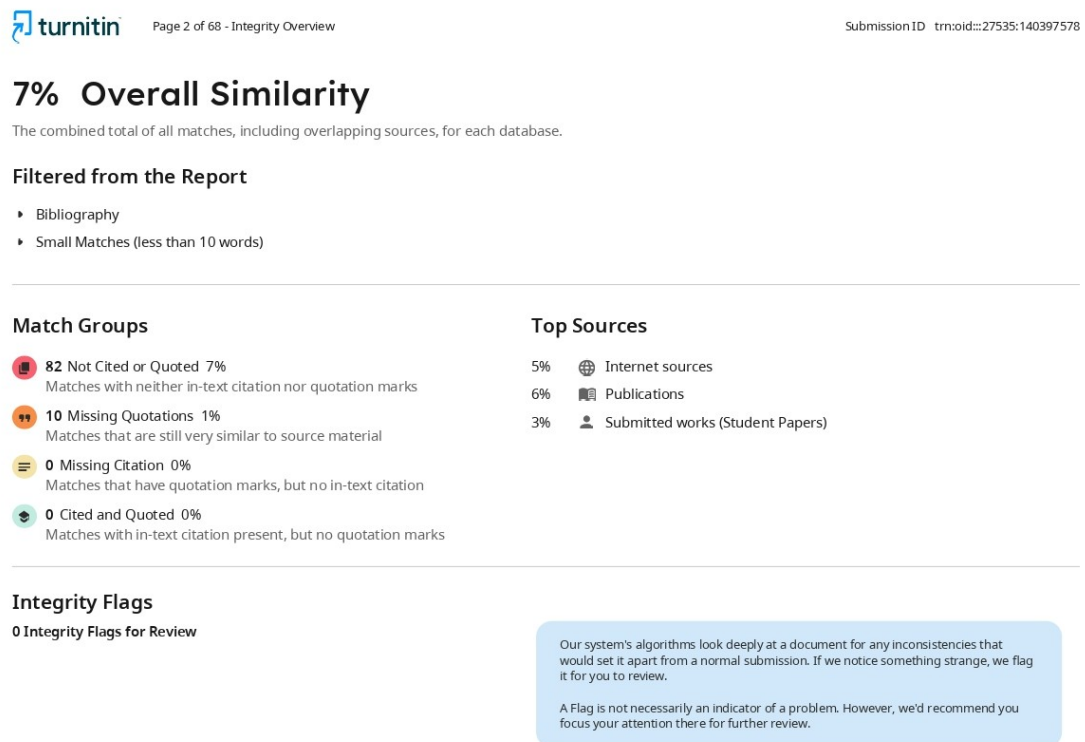 turnitin
Page 2 of 68 - Integrity Overview
Submission ID trn:oid:::27535:140397578
7% Overall Similarity
The combined total of all matches, including overlapping sources, for each database.
Filtered from the Report
Bibliography
Small Matches (less than 10 words)
Match Groups
82 Not Cited or Quoted 7%
Matches with neither in-text citation nor quotation marks
10 Missing Quotations 1%
Matches that are still very similar to source material
0 Missing Citation 0%
Matches that have quotation marks, but no in-text citation
0 Cited and Quoted 0%
Matches with in-text citation present, but no quotation marks
Top Sources
5% Internet sources
6% Publications
3% Submitted works (Student Papers)
Integrity Flags
0 Integrity Flags for Review
Our system's algorithms look deeply at a document for any inconsistencies that
would set it apart from a normal submission. If we notice something strange, we flag
it for you to review.
A Flag is not necessarily an indicator of a problem. However, we'd recommend you
focus your attention there for further review.